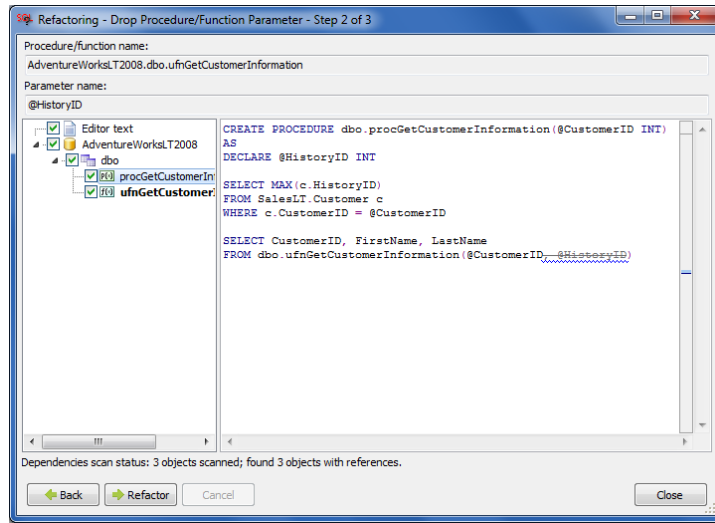 Refactoring - Drop Procedure/Function Parameter - Step 2 of 3
Procedure/function name:
AdventureWorksLT2008.dbo.ufnGetCustomerInformation
Parameter name:
@HistoryID
Editor text
AdventureWorksLT2008
dbo
procGetCustomerIn
ufnGetCustomer
CREATE PROCEDURE dbo.procGetCustomerInformation(@CustomerID INT)
AS
DECLARE @HistoryID INT
SELECT MAX(c.HistoryID)
FROM SalesLT.Customer c
WHERE c.CustomerID = @CustomerID
SELECT CustomerID, FirstName, LastName
FROM dbo.ufnGetCustomerInformation(@CustomerID, @HistoryID)
Dependencies scan status: 3 objects scanned; found 3 objects with references.
Back
Refactor
Cancel
Close